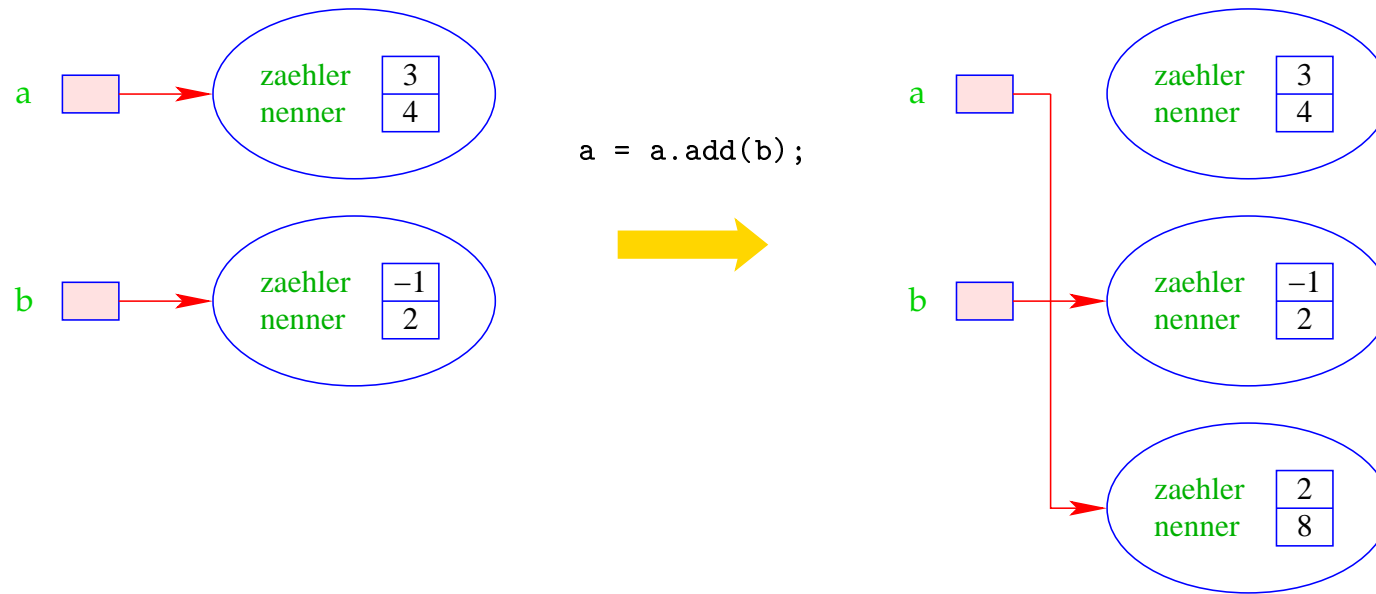 a
zaehler 3
nenner 4
b
zaehler –1
nenner 2
a = a.add(b);
a
zaehler 3
nenner 4
b
zaehler –1
nenner 2
zaehler 2
nenner 8